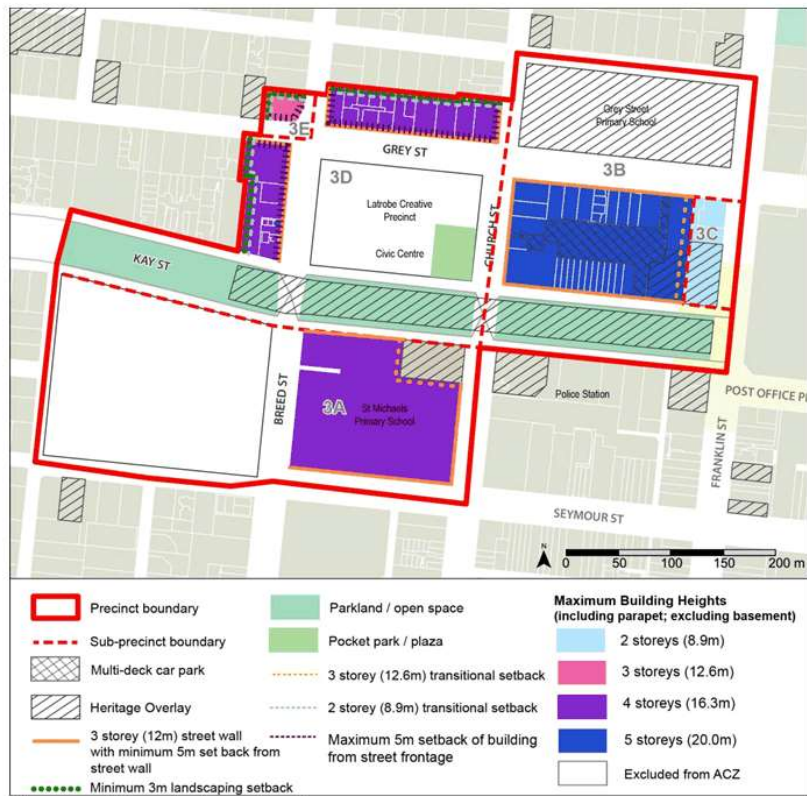 Grey Street
Primary School
3E
GREY ST
3B
3D
Latrobe Creative
Precinct
3C
CHURCH ST
Civic Centre
KAY ST
BREED ST
3A
St Michaels
Primary School
Police Station
POST OFFICE PL
FRANKLIN ST
SEYMOUR ST
N
0 50 100 150 200 m
Precinct boundary
Sub-precinct boundary
Multi-deck car park
Heritage Overlay
3 storey (12m) street wall
with minimum 5m set back from
street wall
Minimum 3m landscaping setback
Parkland / open space
Pocket park / plaza
3 storey (12.6m) transitional setback
2 storey (8.9m) transitional setback
Maximum 5m setback of building
from street frontage
Maximum Building Heights
(including parapet; excluding basement)
2 storeys (8.9m)
3 storeys (12.6m)
4 storeys (16.3m)
5 storeys (20.0m)
Excluded from ACZ